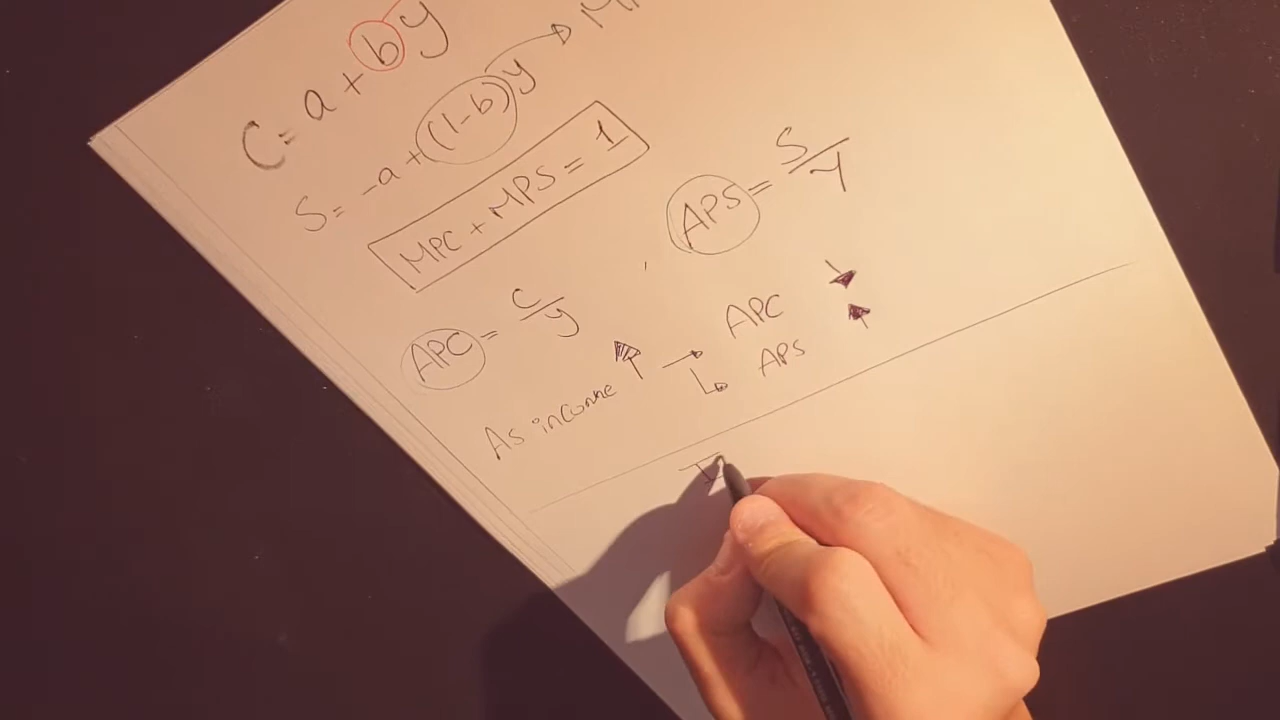 C = a + by
S = -a + (1-b)y → M
MPC + MPS = 1
APS = S/Y
APC = C/y
As income ↑ → APC ↓
↳ APS ↑
I